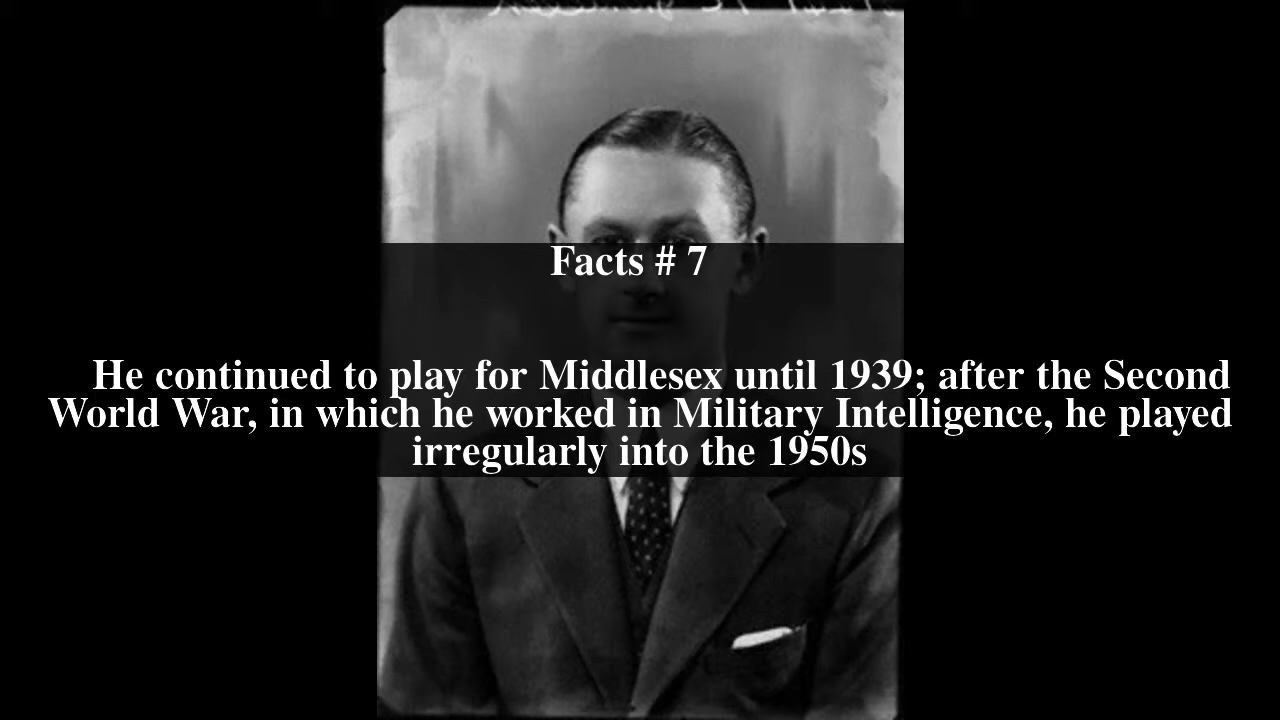 Facts # 7
He continued to play for Middlesex until 1939; after the Second
World War, in which he worked in Military Intelligence, he played
irregularly into the 1950s